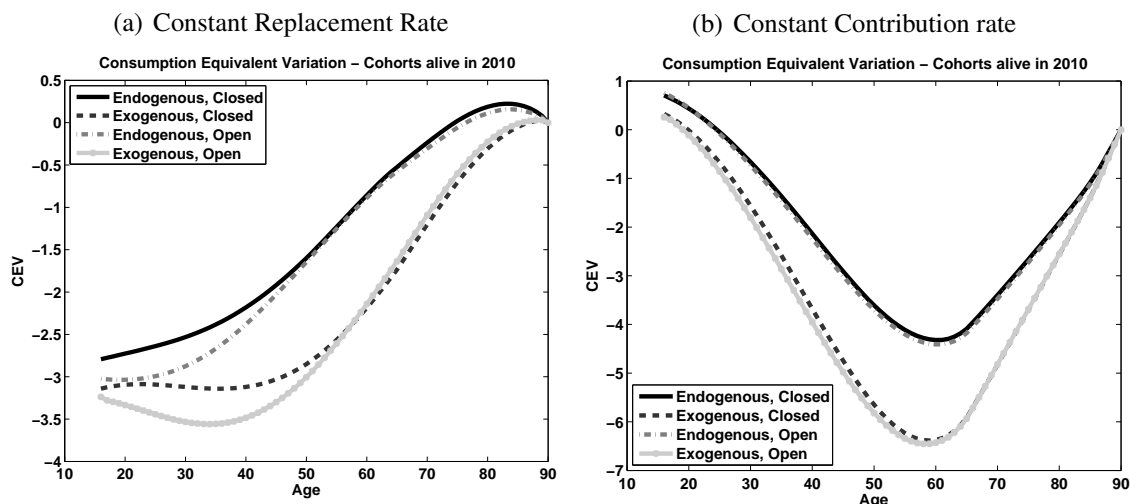 (a) Constant Replacement Rate
Consumption Equivalent Variation – Cohorts alive in 2010
0.5
0
−0.5
−1
−1.5
−2
−2.5
−3
−3.5
−4
CEV
Endogenous, Closed
Exogenous, Closed
Endogenous, Open
Exogenous, Open
10 20 30 40 50 60 70 80 90
Age
(b) Constant Contribution rate
Consumption Equivalent Variation – Cohorts alive in 2010
1
0
−1
−2
−3
−4
−5
−6
−7
CEV
Endogenous, Closed
Exogenous, Closed
Endogenous, Open
Exogenous, Open
10 20 30 40 50 60 70 80 90
Age